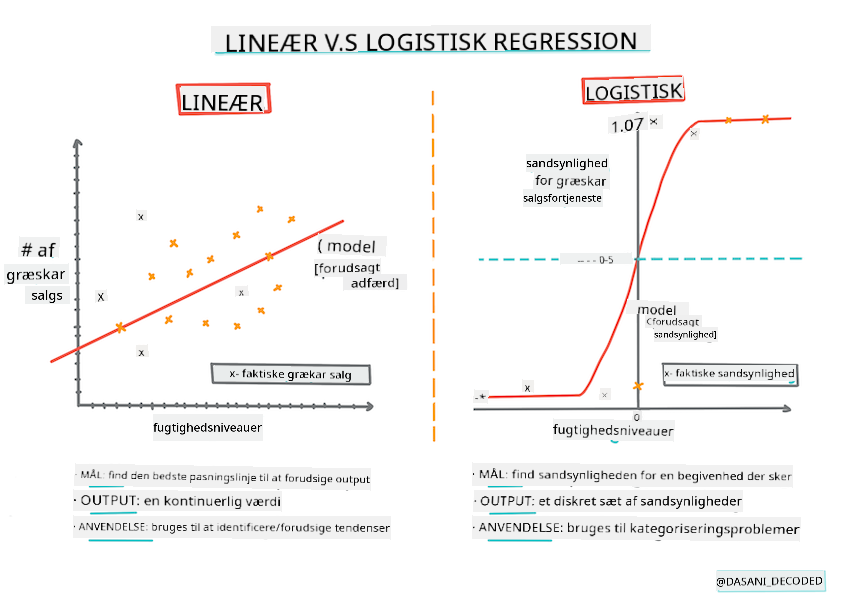 LINEÆR V.S LOGISTISK REGRESSION
LINEÆR
# af
græskar
salgs
( model
[forudsagt
adfærd]
x- faktiske grækar salg
fugtighedsniveauer
· MÅL: find den bedste pasningslinje til at forudsige output
· OUTPUT: en kontinuerlig værdi
· ANVENDELSE: bruges til at identificere/forudsige tendenser
LOGISTISK
1.07
sandsynlighed
for græskar
salgsfortjeneste
--- - 0-5
model
(forudsagt
sandsynlighed]
x- faktiske sandsynlighed
0
fugtighedsniveauer
· MÅL: find sandsynligheden for en begivenhed der sker
· OUTPUT: et diskret sæt af sandsynligheder
· ANVENDELSE: bruges til kategoriseringsproblemer
@DASANI_DECODED